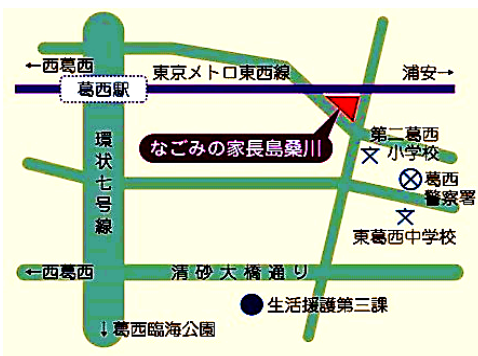 ←西葛西
東京メトロ東西線
浦安→
葛西駅
環状七号線
なごみの家長島桑川
第二葛西
小学校
葛西
警察署
東葛西中学校
←西葛西
清砂大橋通り
生活援護第三課
↓葛西臨海公園